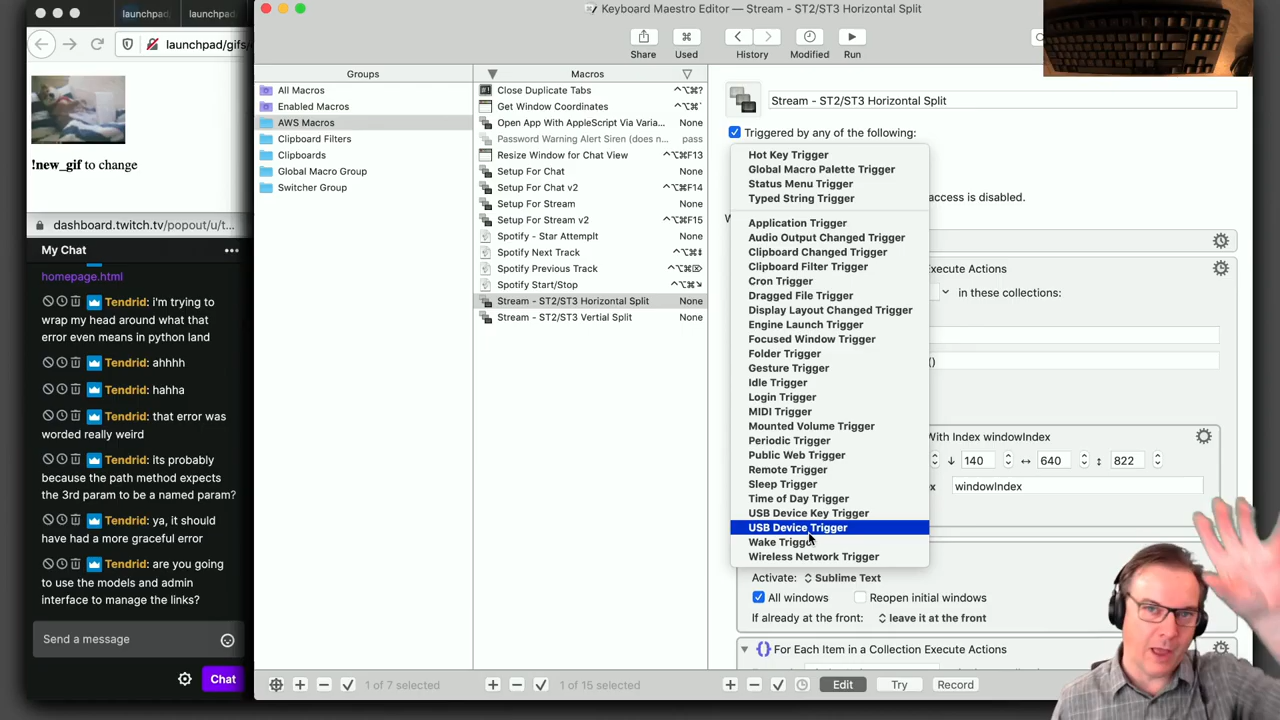 launchpad
launchpad
launchpad/gifs/
!new_gif to change
dashboard.twitch.tv/popout/u/t...
My Chat
homepage.html
Tendrid: i'm trying to
wrap my head around what that
error even means in python land
Tendrid: ahhhh
Tendrid: hahha
Tendrid: that error was
worded really weird
Tendrid: its probably
because the path method expects
the 3rd param to be a named param?
Tendrid: ya, it should
have had a more graceful error
Tendrid: are you going
to use the models and admin
interface to manage the links?
Send a message
Chat
Keyboard Maestro Editor — Stream - ST2/ST3 Horizontal Split
Share
Used
History
Modified
Run
Groups
All Macros
Enabled Macros
AWS Macros
Clipboard Filters
Clipboards
Global Macro Group
Switcher Group
1 of 7 selected
Macros
Close Duplicate Tabs ^⌥⌘?
Get Window Coordinates ^⌥⌘'
Open App With AppleScript Via Varia... None
Password Warning Alert Siren (does n... pass
Resize Window for Chat View ^⌥⌘F13
Setup For Chat None
Setup For Chat v2 ^⌥⌘F14
Setup For Stream None
Setup For Stream v2 ^⌥⌘F15
Spotify - Star AttempIt None
Spotify Next Track ^⌥⌘⇟
Spotify Previous Track ^⌥⌘⌦
Spotify Start/Stop ^⌥⌘↘
Stream - ST2/ST3 Horizontal Split None
Stream - ST2/ST3 Vertial Split None
1 of 15 selected
Stream - ST2/ST3 Horizontal Split
Triggered by any of the following:
Hot Key Trigger
Global Macro Palette Trigger
Status Menu Trigger
Typed String Trigger
Application Trigger
Audio Output Changed Trigger
Clipboard Changed Trigger
Clipboard Filter Trigger
Cron Trigger
Dragged File Trigger
Display Layout Changed Trigger
Engine Launch Trigger
Focused Window Trigger
Folder Trigger
Gesture Trigger
Idle Trigger
Login Trigger
MIDI Trigger
Mounted Volume Trigger
Periodic Trigger
Public Web Trigger
Remote Trigger
Sleep Trigger
Time of Day Trigger
USB Device Key Trigger
USB Device Trigger
Wake Trigger
Wireless Network Trigger
access is disabled.
Execute Actions
in these collections:
()
With Index windowIndex
140 640 822
windowIndex
Activate: Sublime Text
All windows Reopen initial windows
If already at the front: leave it at the front
For Each Item in a Collection Execute Actions
Edit
Try
Record